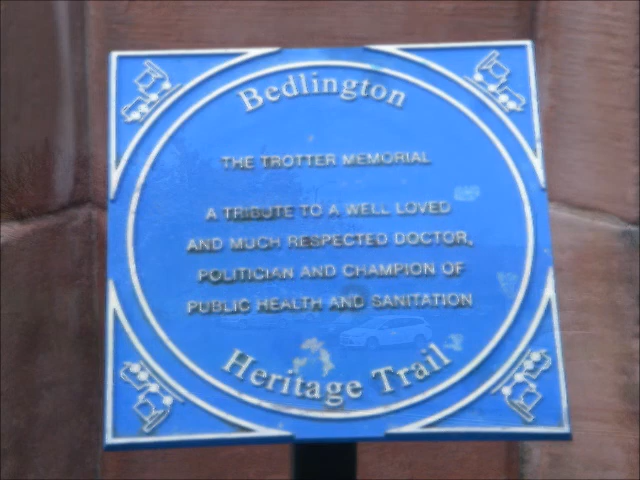 Bedlington
THE TROTTER MEMORIAL
A TRIBUTE TO A WELL LOVED
AND MUCH RESPECTED DOCTOR,
POLITICIAN AND CHAMPION OF
PUBLIC HEALTH AND SANITATION
Heritage Trail